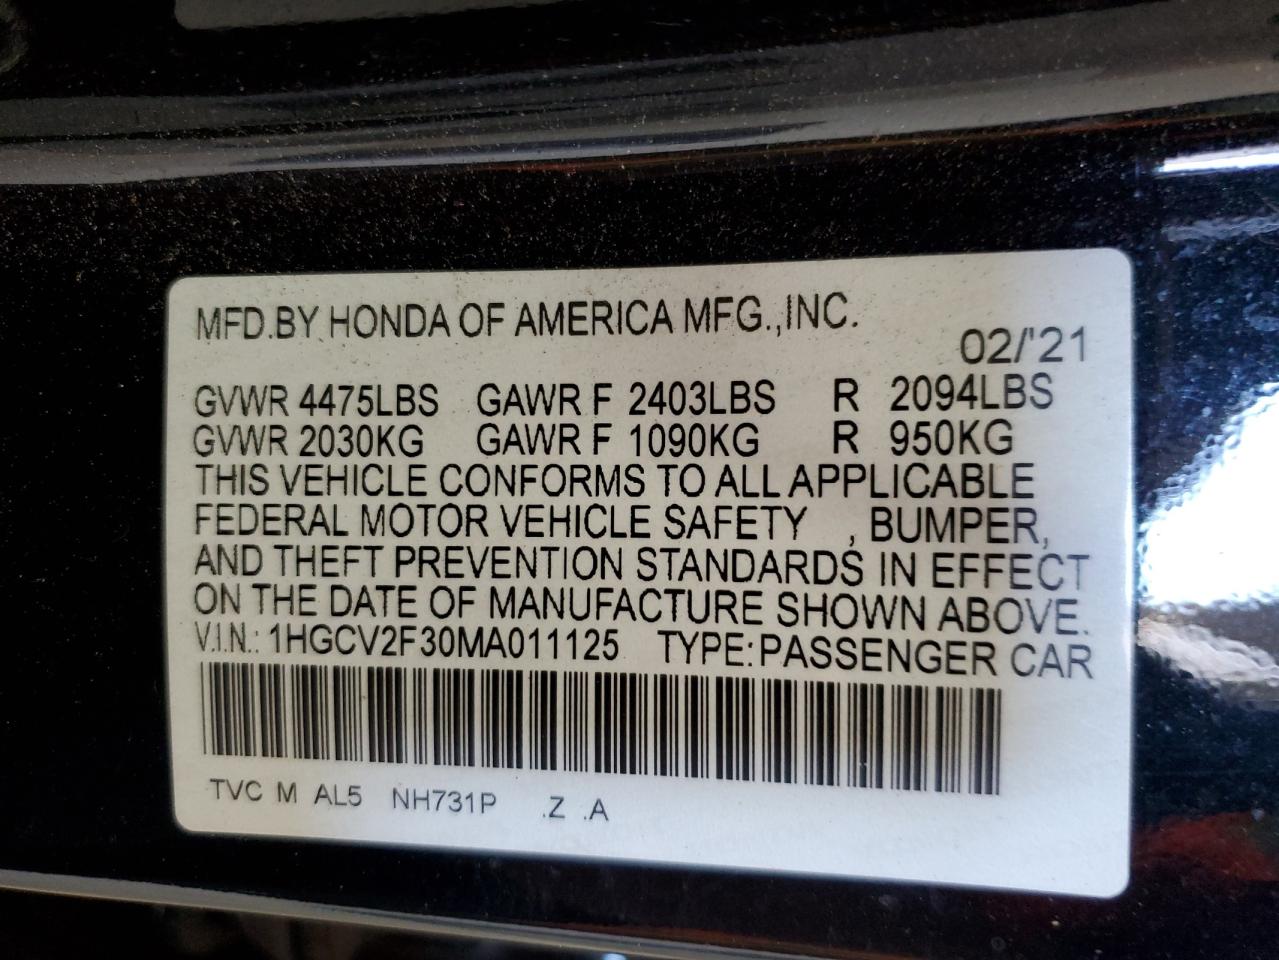 MFD.BY HONDA OF AMERICA MFG.,INC.
02/'21
GVWR 4475LBS GAWR F 2403LBS R 2094LBS
GVWR 2030KG GAWR F 1090KG R 950KG
THIS VEHICLE CONFORMS TO ALL APPLICABLE
FEDERAL MOTOR VEHICLE SAFETY , BUMPER,
AND THEFT PREVENTION STANDARDS IN EFFECT
ON THE DATE OF MANUFACTURE SHOWN ABOVE.
V.I.N.: 1HGCV2F30MA011125 TYPE:PASSENGER CAR
TVC M AL5 NH731P .Z .A